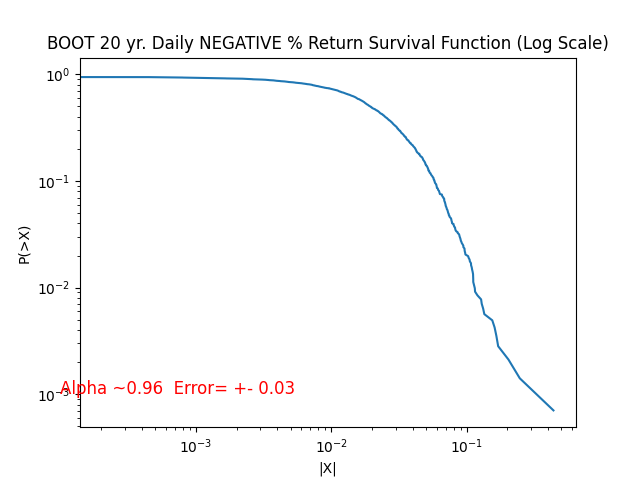 BOOT 20 yr. Daily NEGATIVE % Return Survival Function (Log Scale)
P(>X)
10⁰
10⁻¹
10⁻²
10⁻³
Alpha ~0.96  Error= +- 0.03
10⁻³ 10⁻² 10⁻¹
|X|